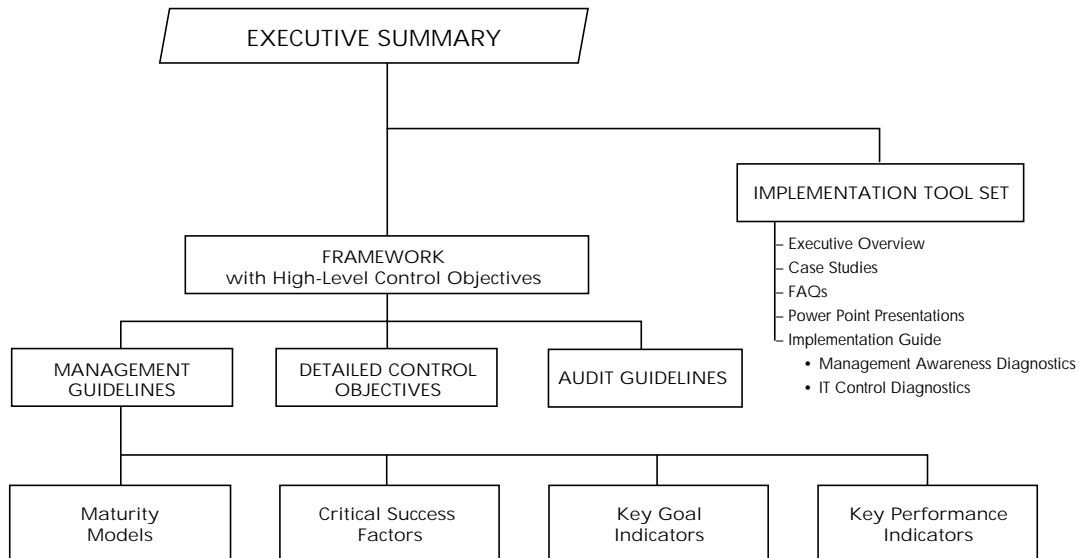 EXECUTIVE SUMMARY
IMPLEMENTATION TOOL SET
– Executive Overview
– Case Studies
– FAQs
– Power Point Presentations
– Implementation Guide
• Management Awareness Diagnostics
• IT Control Diagnostics
FRAMEWORK
with High-Level Control Objectives
MANAGEMENT
GUIDELINES
DETAILED CONTROL
OBJECTIVES
AUDIT GUIDELINES
Maturity
Models
Critical Success
Factors
Key Goal
Indicators
Key Performance
Indicators